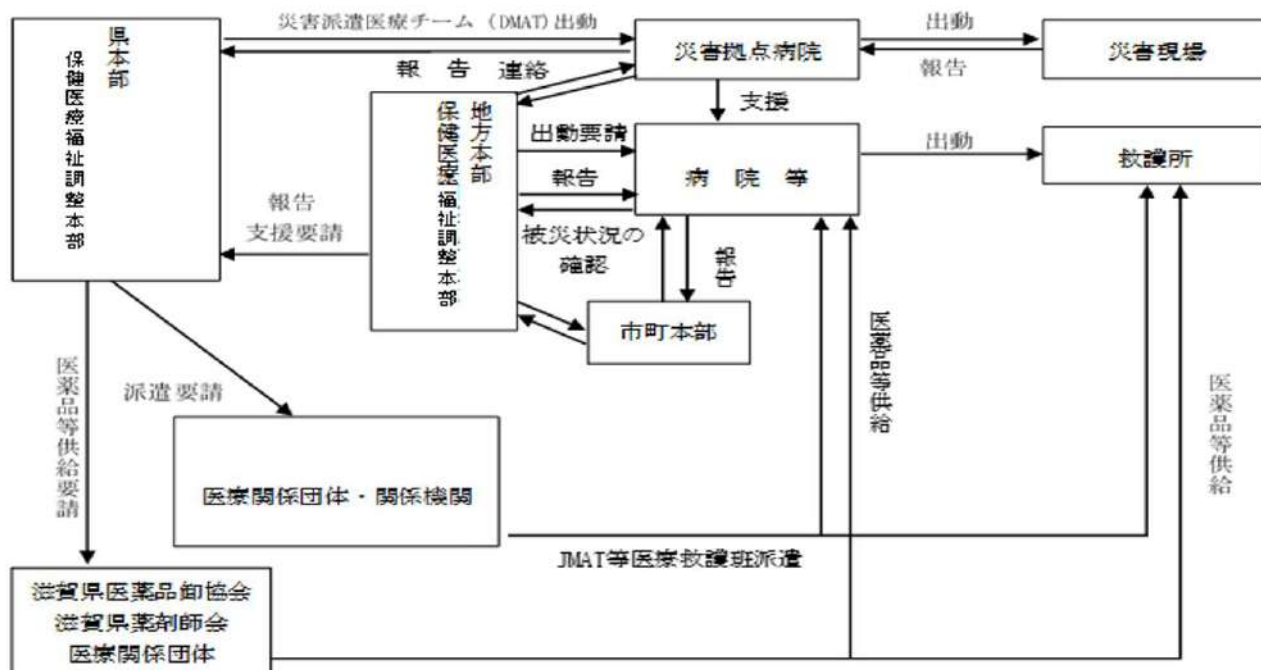 県本部
保健医療福祉調整本部
災害派遣医療チーム（DMAT）出動
災害拠点病院
出動
報告
災害現場
報告 連絡
支援
地方本部
保健医療福祉調整本部
出動要請
報告
病院等
出動
救護所
報告
支援要請
被災状況の
確認
報告
市町本部
医薬品等供給要請
派遣要請
医療関係団体・関係機関
医薬品等供給
医薬品等供給
JMAT等医療救護班派遣
滋賀県医薬品卸協会
滋賀県薬剤師会
医療関係団体